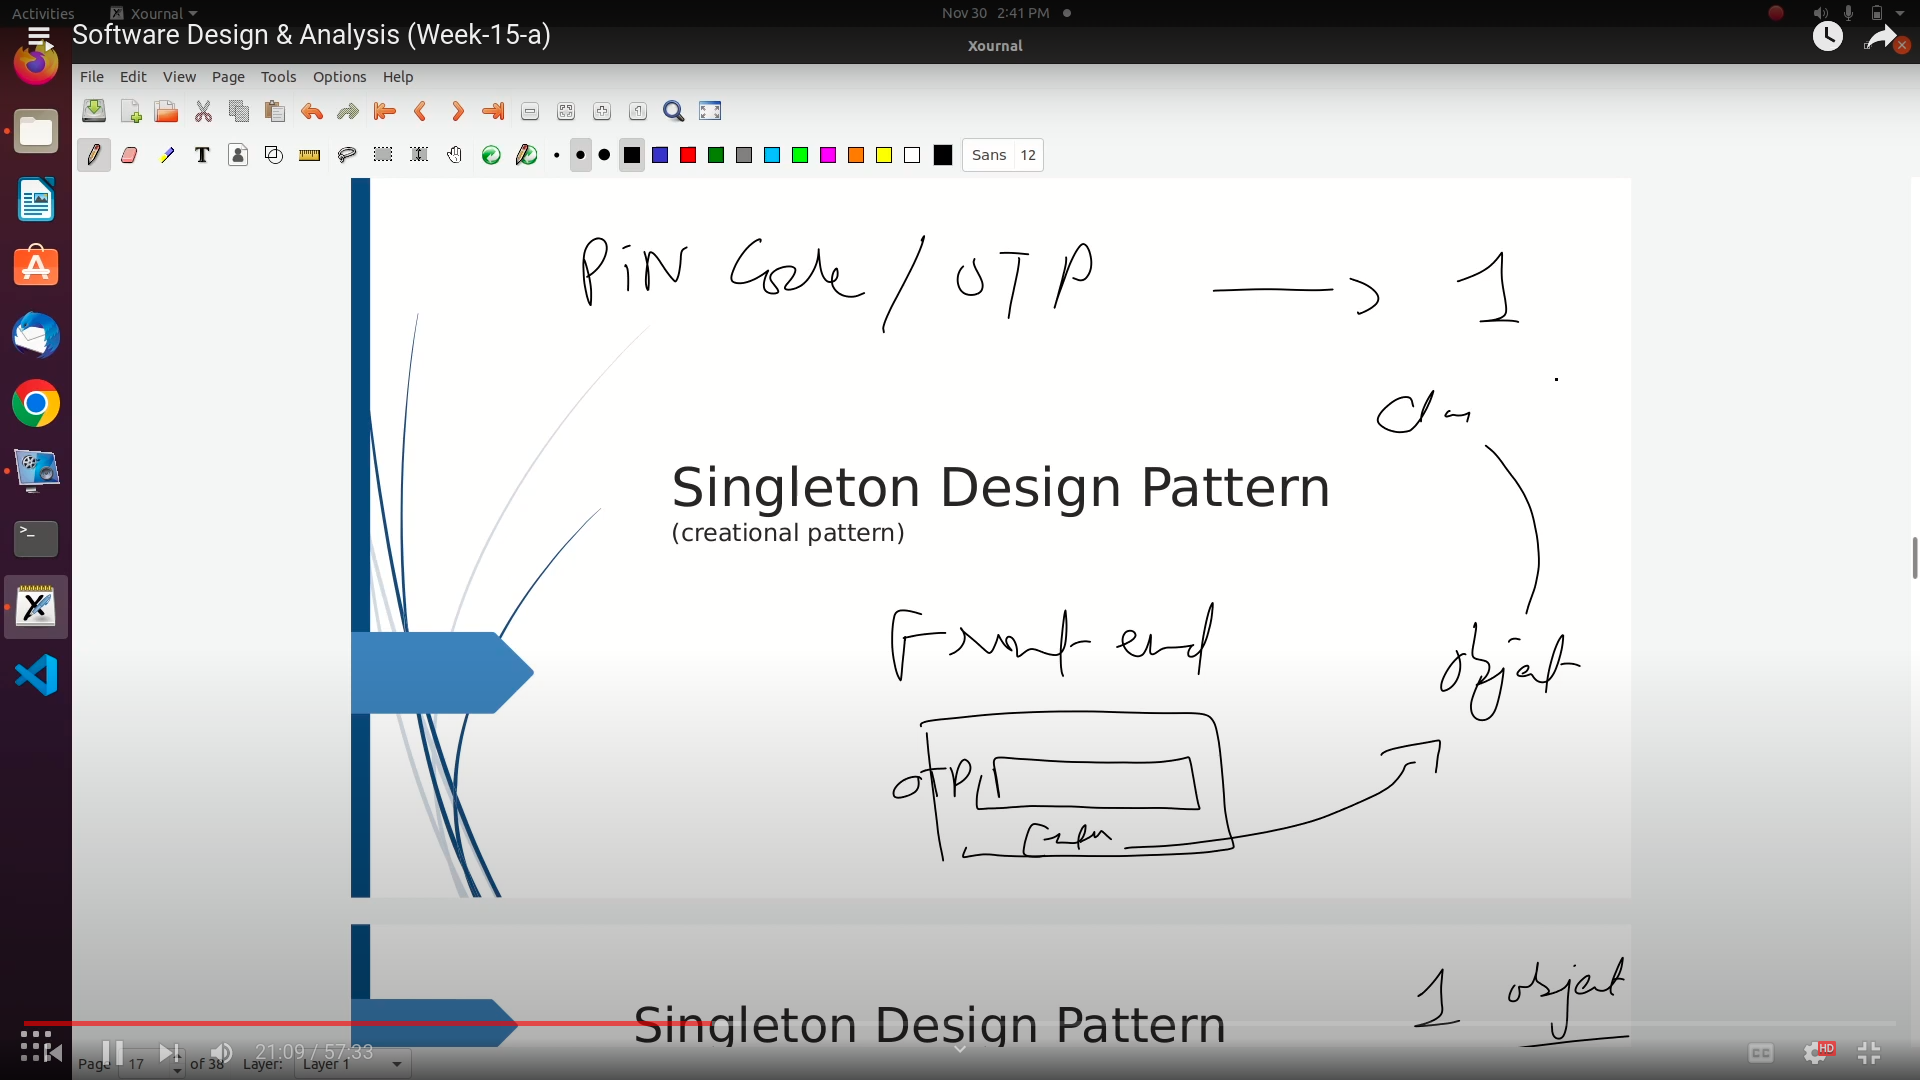 Activities Xournal Nov 30 2:41 PM
Software Design & Analysis (Week-15-a)
Xournal
File Edit View Page Tools Options Help
Sans 12
PiN Code / OTP → 1
Singleton Design Pattern
(creational pattern)
Front end
object
OTP
1 object
Singleton Design Pattern
21:09 / 57:33
CC HD
Page 17 of 38 Layer: Layer 1